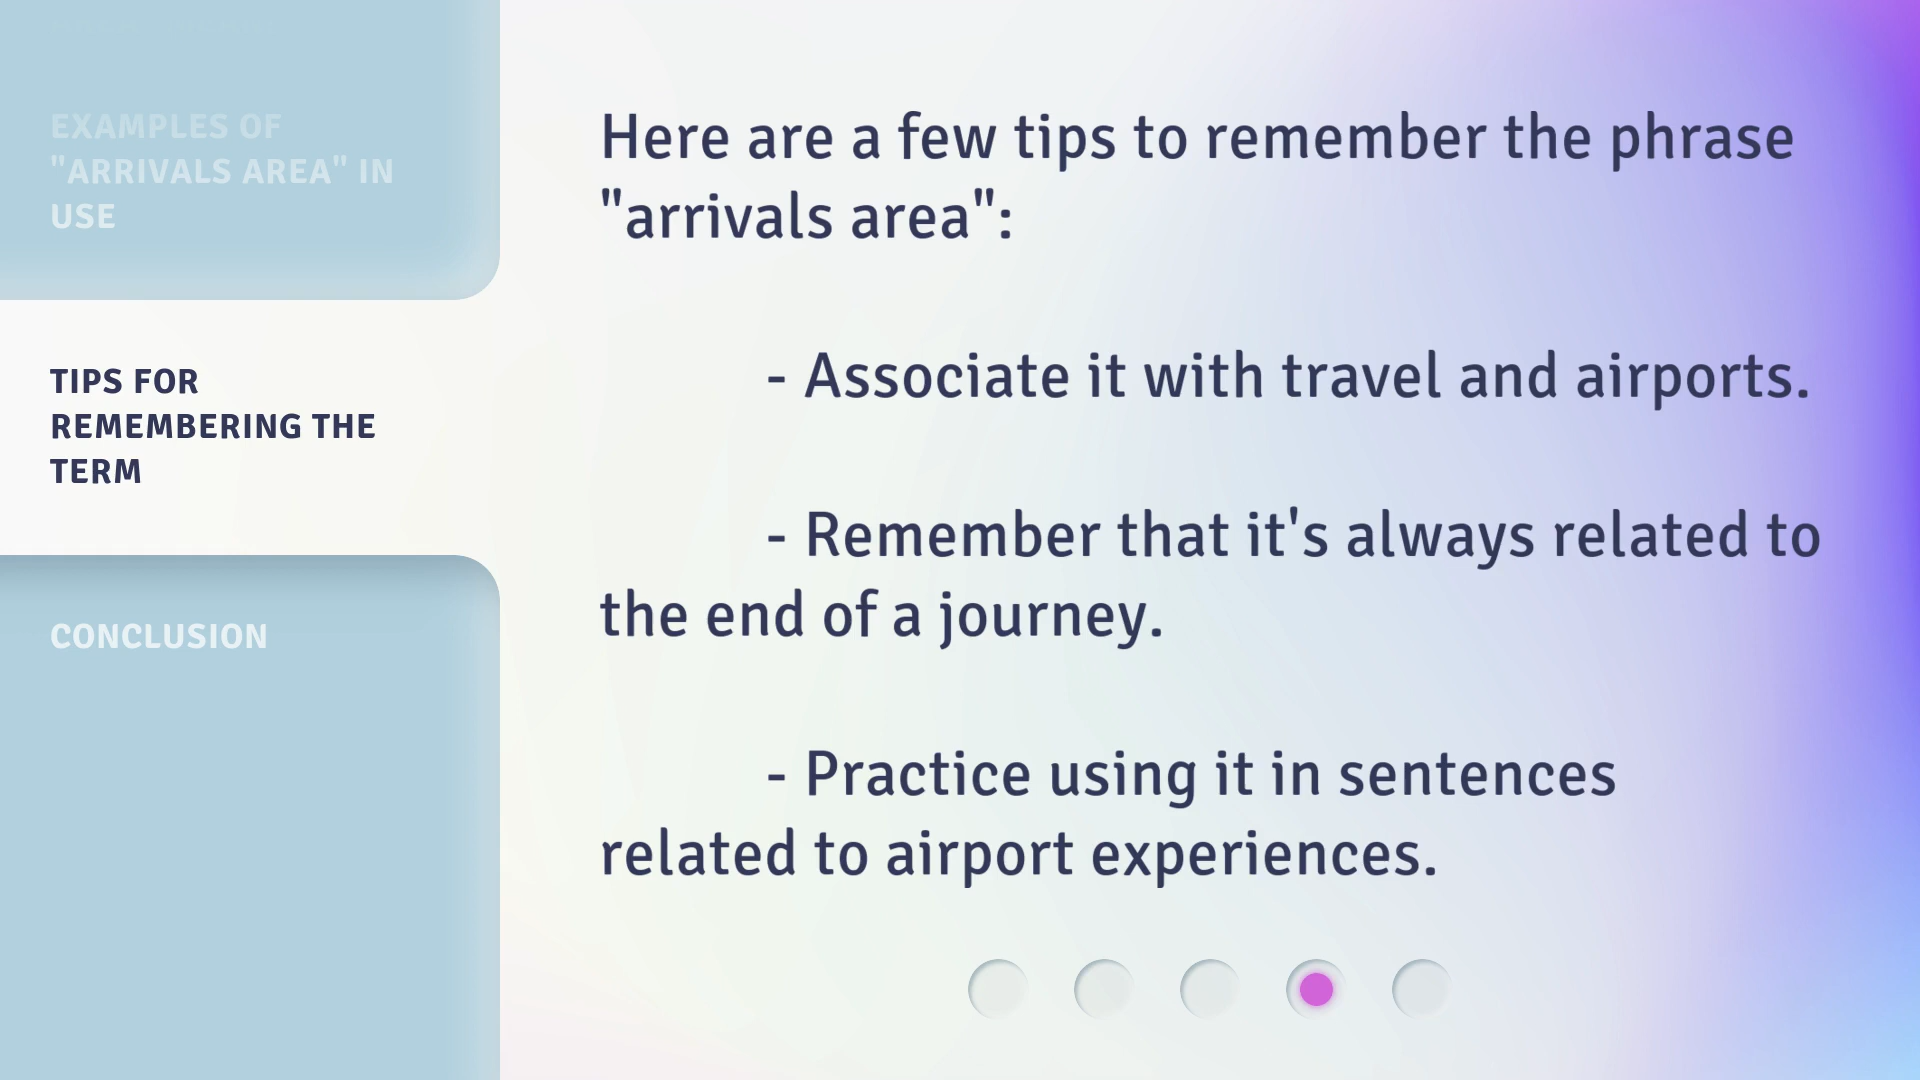 EXAMPLES OF
"ARRIVALS AREA" IN
USE
TIPS FOR
REMEMBERING THE
TERM
CONCLUSION
Here are a few tips to remember the phrase
"arrivals area":
- Associate it with travel and airports.
- Remember that it's always related to
the end of a journey.
- Practice using it in sentences
related to airport experiences.